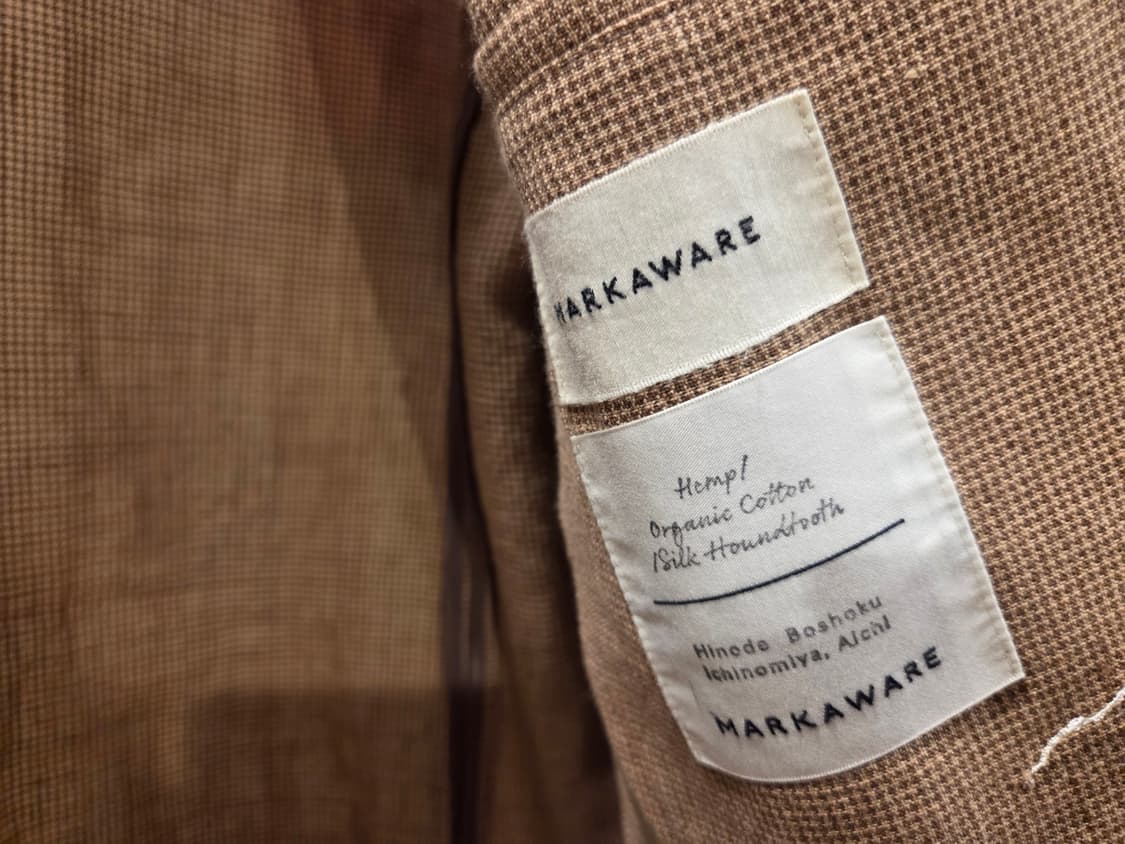 MARKAWARE
Hemp/
Organic Cotton
/Silk Houndtooth
Hinode Boshoku
Ichinomiya, Aichi
MARKAWARE